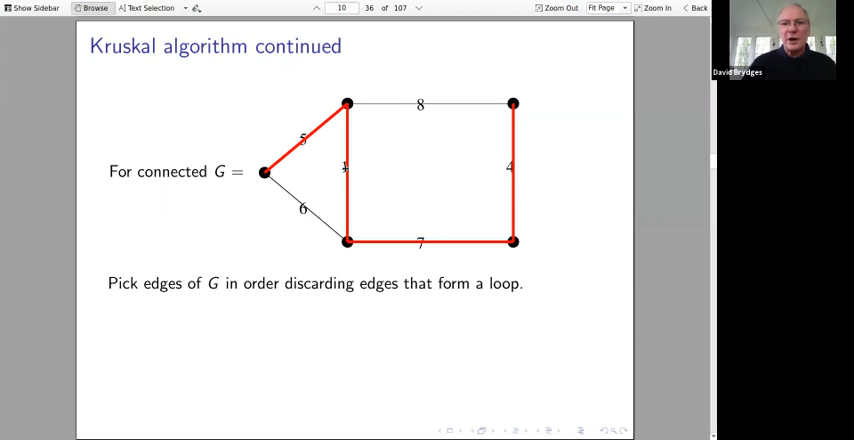 Show Sidebar
Browse
Text Selection
10
36 of 107
Zoom Out
Fit Page
Zoom In
Back
David Brydges
Kruskal algorithm continued
8
5
4
For connected G =
6
7
Pick edges of G in order discarding edges that form a loop.